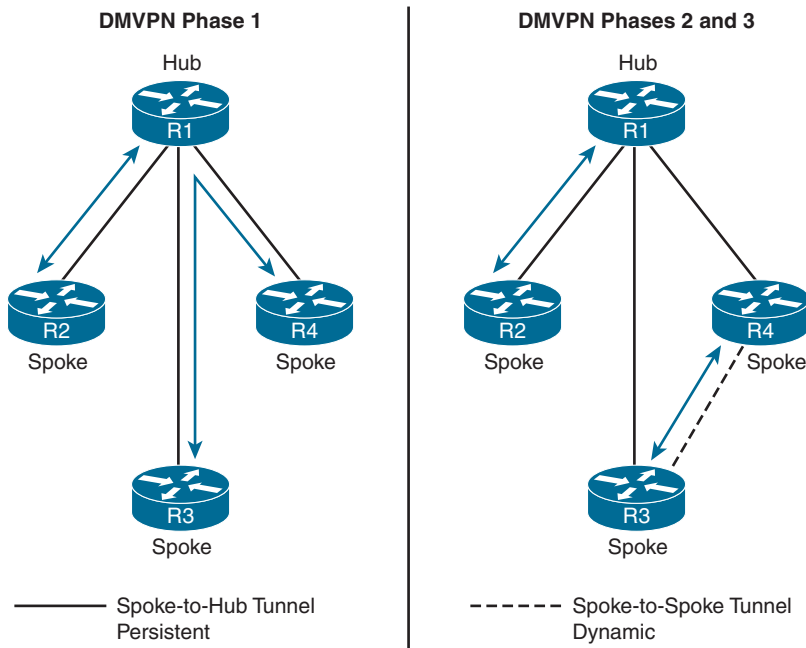 DMVPN Phase 1
Hub
R1
R2
Spoke
R4
Spoke
R3
Spoke
Spoke-to-Hub Tunnel
Persistent
DMVPN Phases 2 and 3
Hub
R1
R2
Spoke
R4
Spoke
R3
Spoke
Spoke-to-Spoke Tunnel
Dynamic